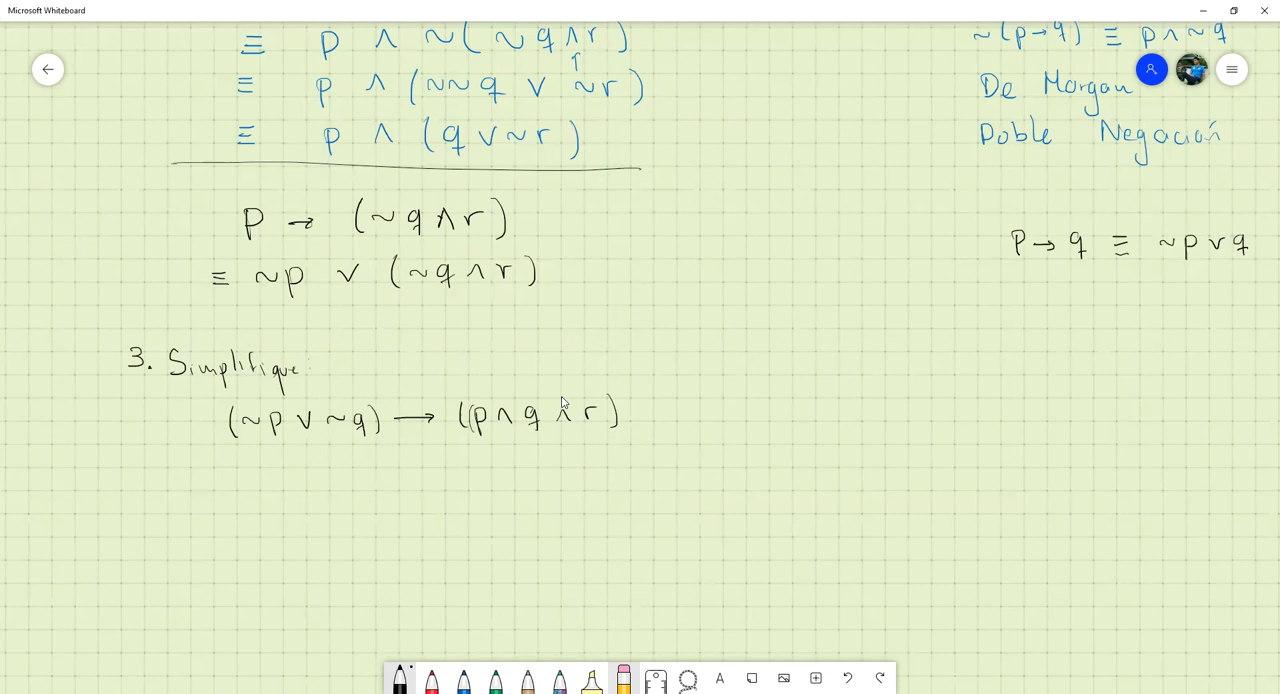 Microsoft Whiteboard
≡ p ∧ ~( ~q ∧ r )
~(p → q) ≡ p ∧ ~q
≡ p ∧ (~~q ∨ ~r )
De Morgan
≡ p ∧ ( q ∨ ~r )
Doble Negación
p → (~q ∧ r)
p → q ≡ ~p ∨ q
≡ ~p ∨ (~q ∧ r )
3. Simplifique:
(~p ∨ ~q) → ((p ∧ q ∧ r )